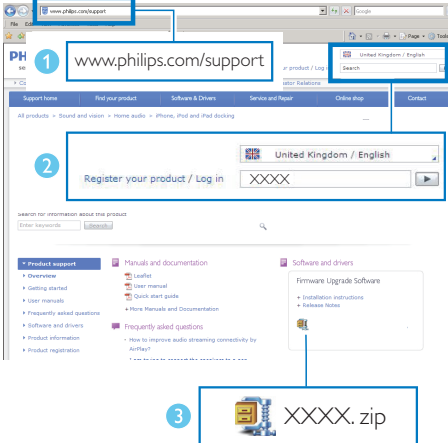 www.philips.com/support
Google
File
Page
Tools
1 www.philips.com/support
United Kingdom / English
Search
Support home
Find your product
Software & Drivers
Service and Repair
Online shop
Contact
All products > Sound and vision > Home audio > iPhone, iPod and iPad docking
2
United Kingdom / English
Register your product / Log in XXXX
Search for information about this product
Enter keywords Search
Product support
Overview
Getting started
User manuals
Frequently asked questions
Software and drivers
Product information
Product registration
Manuals and documentation
Leaflet
User manual
Quick start guide
+ More Manuals and Documentation
Frequently asked questions
How to improve audio streaming connectivity by
AirPlay?
Software and drivers
Firmware Upgrade Software
+ Installation instructions
+ Release Notes
3 XXXX. zip